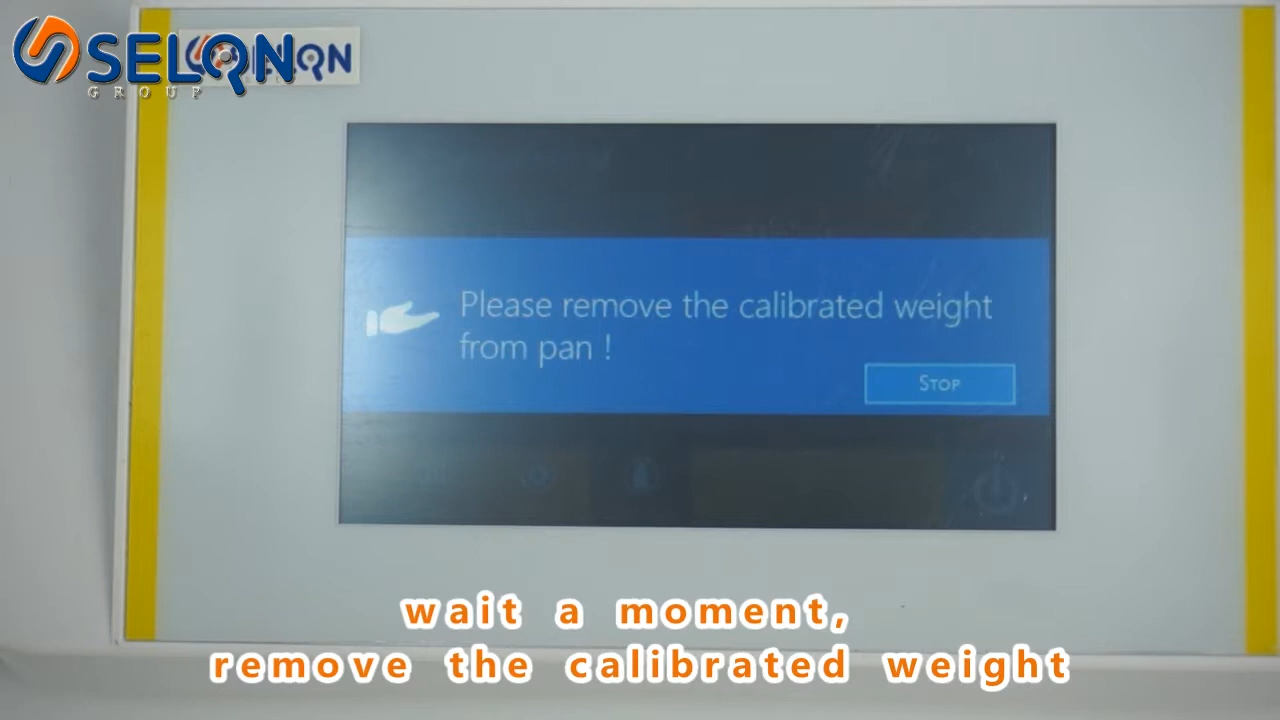 SELON
GROUP
Please remove the calibrated weight
from pan !
STOP
wait a moment,
remove the calibrated weight